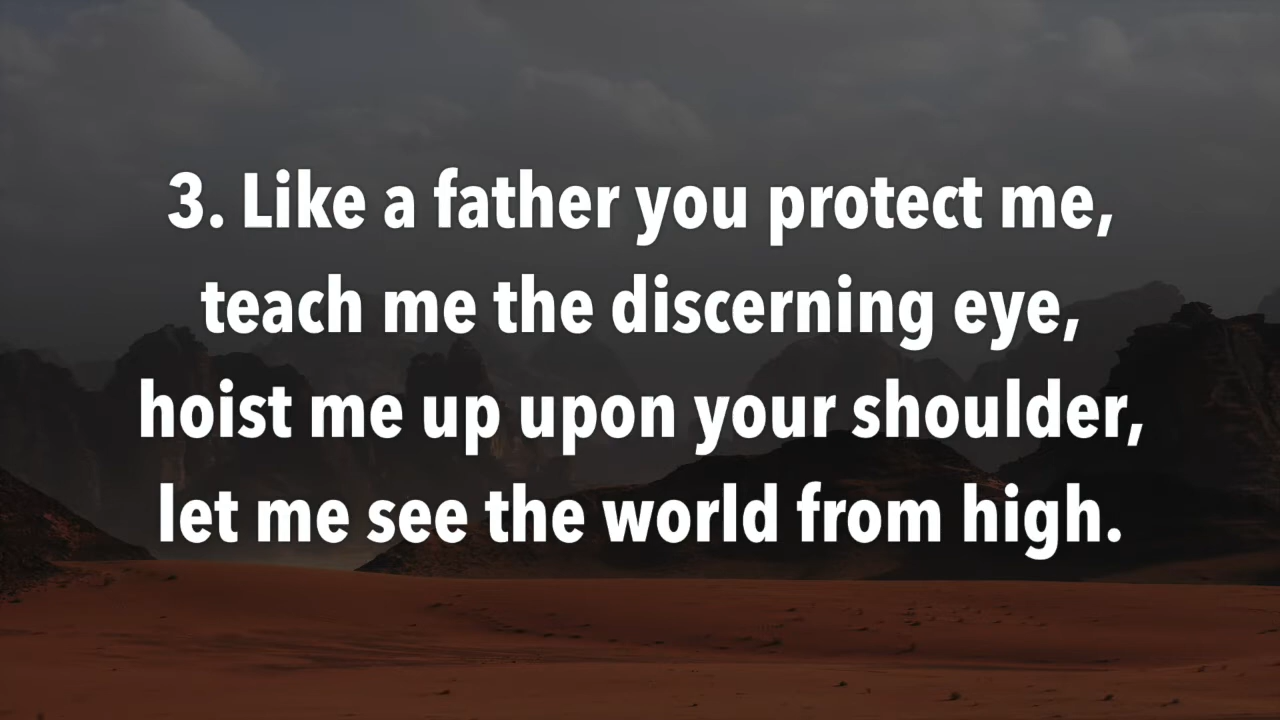 3. Like a father you protect me,
teach me the discerning eye,
hoist me up upon your shoulder,
let me see the world from high.